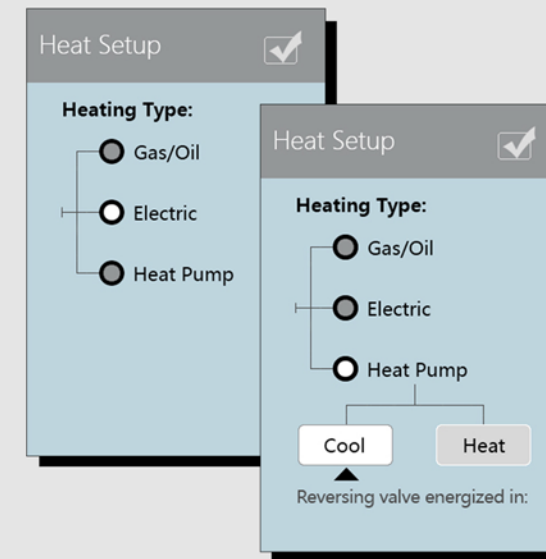 Heat Setup
Heating Type:
Gas/Oil
Electric
Heat Pump
Heat Setup
Heating Type:
Gas/Oil
Electric
Heat Pump
Cool Heat
Reversing valve energized in: